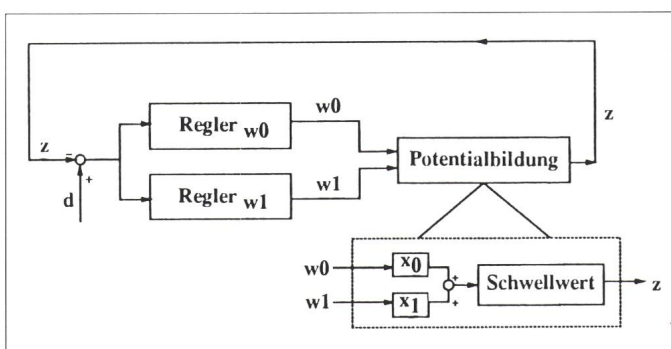 z
Regler w0
w0
z
−
+
d
Regler w1
w1
Potentialbildung
w0
x0
+
w1
x1
+
Schwellwert
z